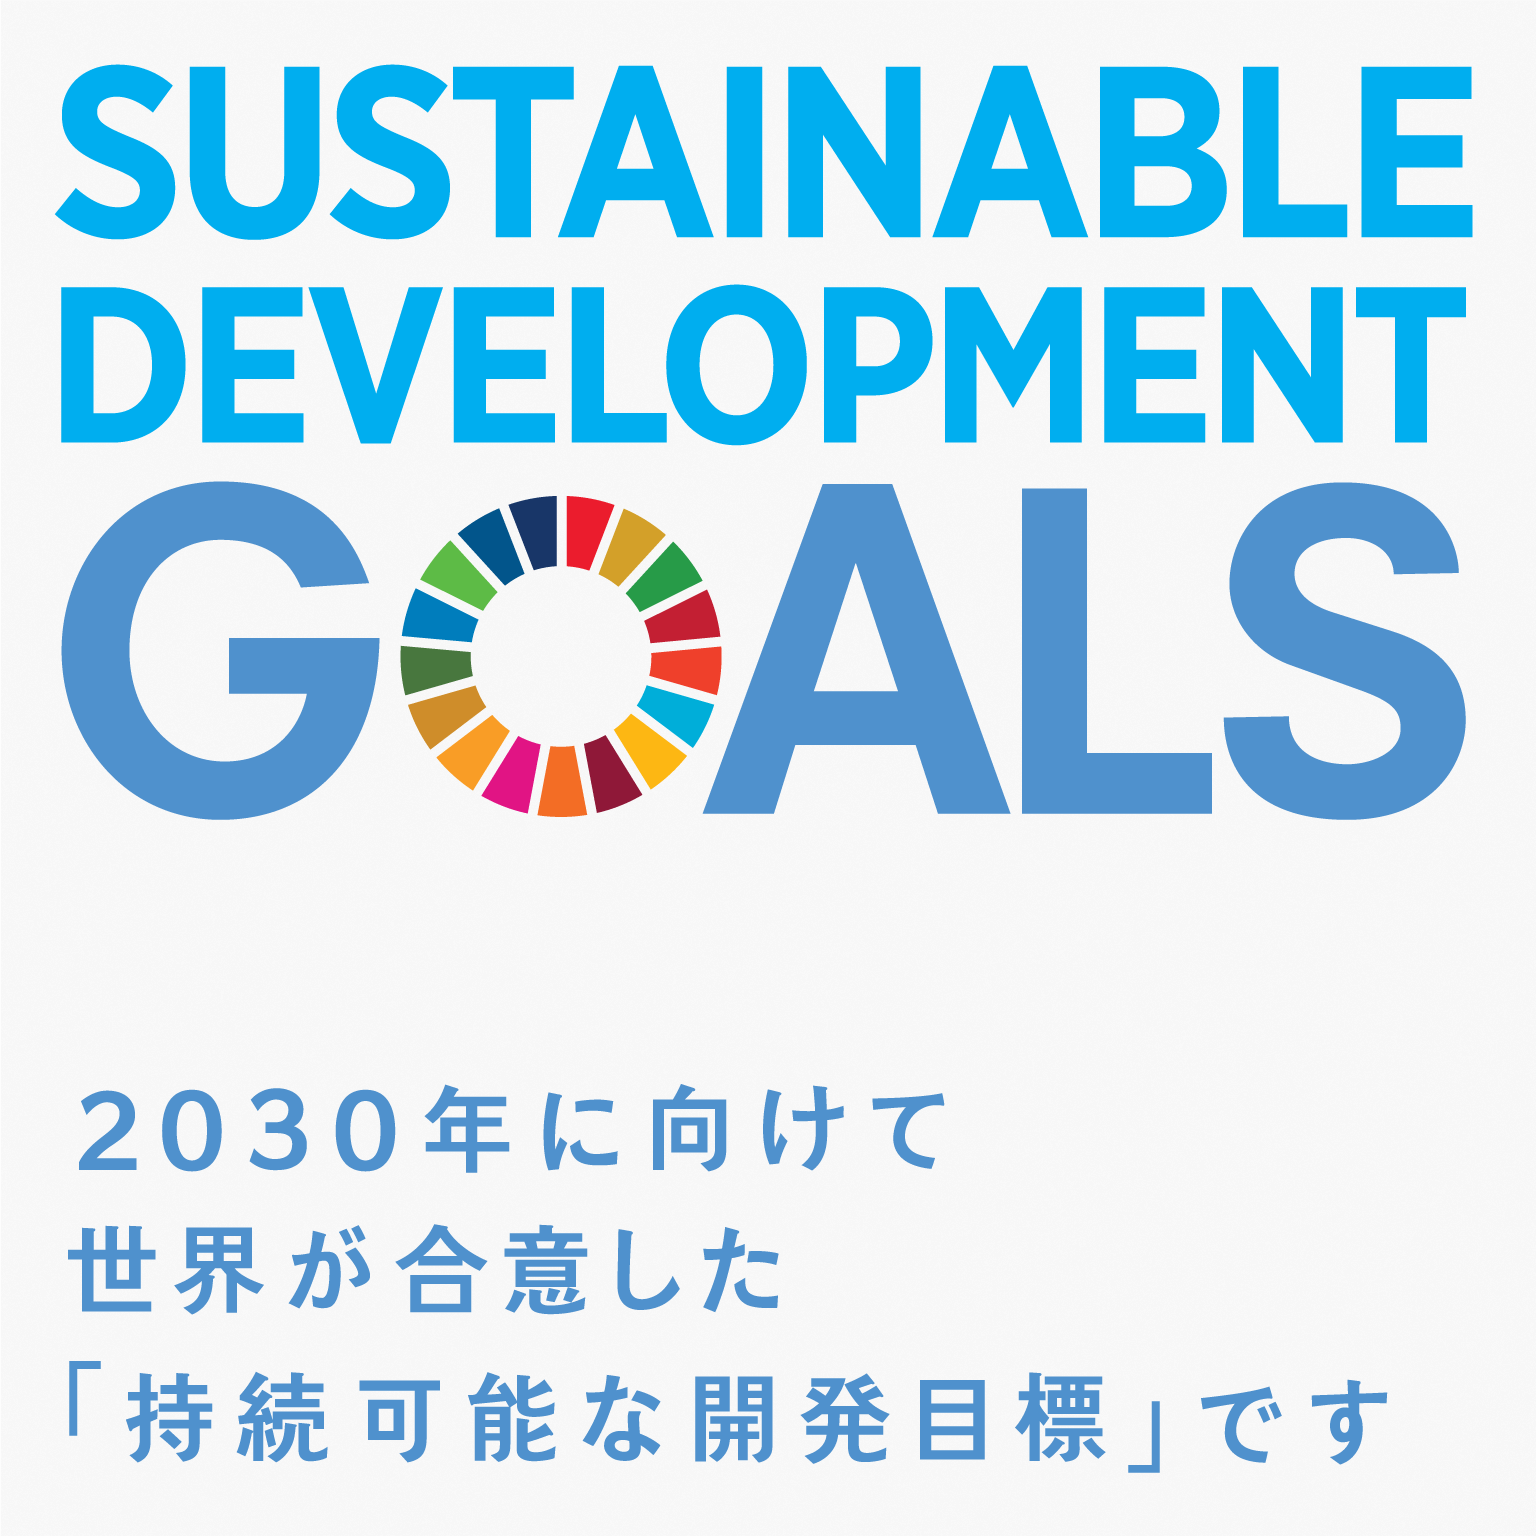 SUSTAINABLE
DEVELOPMENT
GOALS
2030年に向けて
世界が合意した
「持続可能な開発目標」です